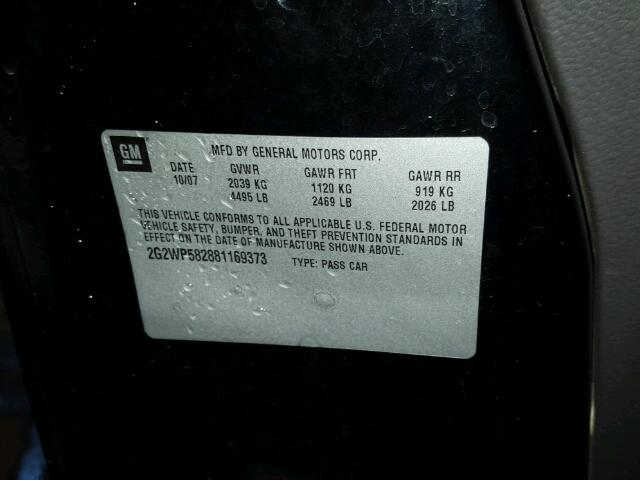 GM
MFD BY GENERAL MOTORS CORP.
DATE GVWR GAWR FRT GAWR RR
10/07 2039 KG 1120 KG 919 KG
4495 LB 2469 LB 2026 LB
THIS VEHICLE CONFORMS TO ALL APPLICABLE U.S. FEDERAL MOTOR
VEHICLE SAFETY, BUMPER, AND THEFT PREVENTION STANDARDS IN
EFFECT ON THE DATE OF MANUFACTURE SHOWN ABOVE.
2G2WP582881169373 TYPE: PASS CAR